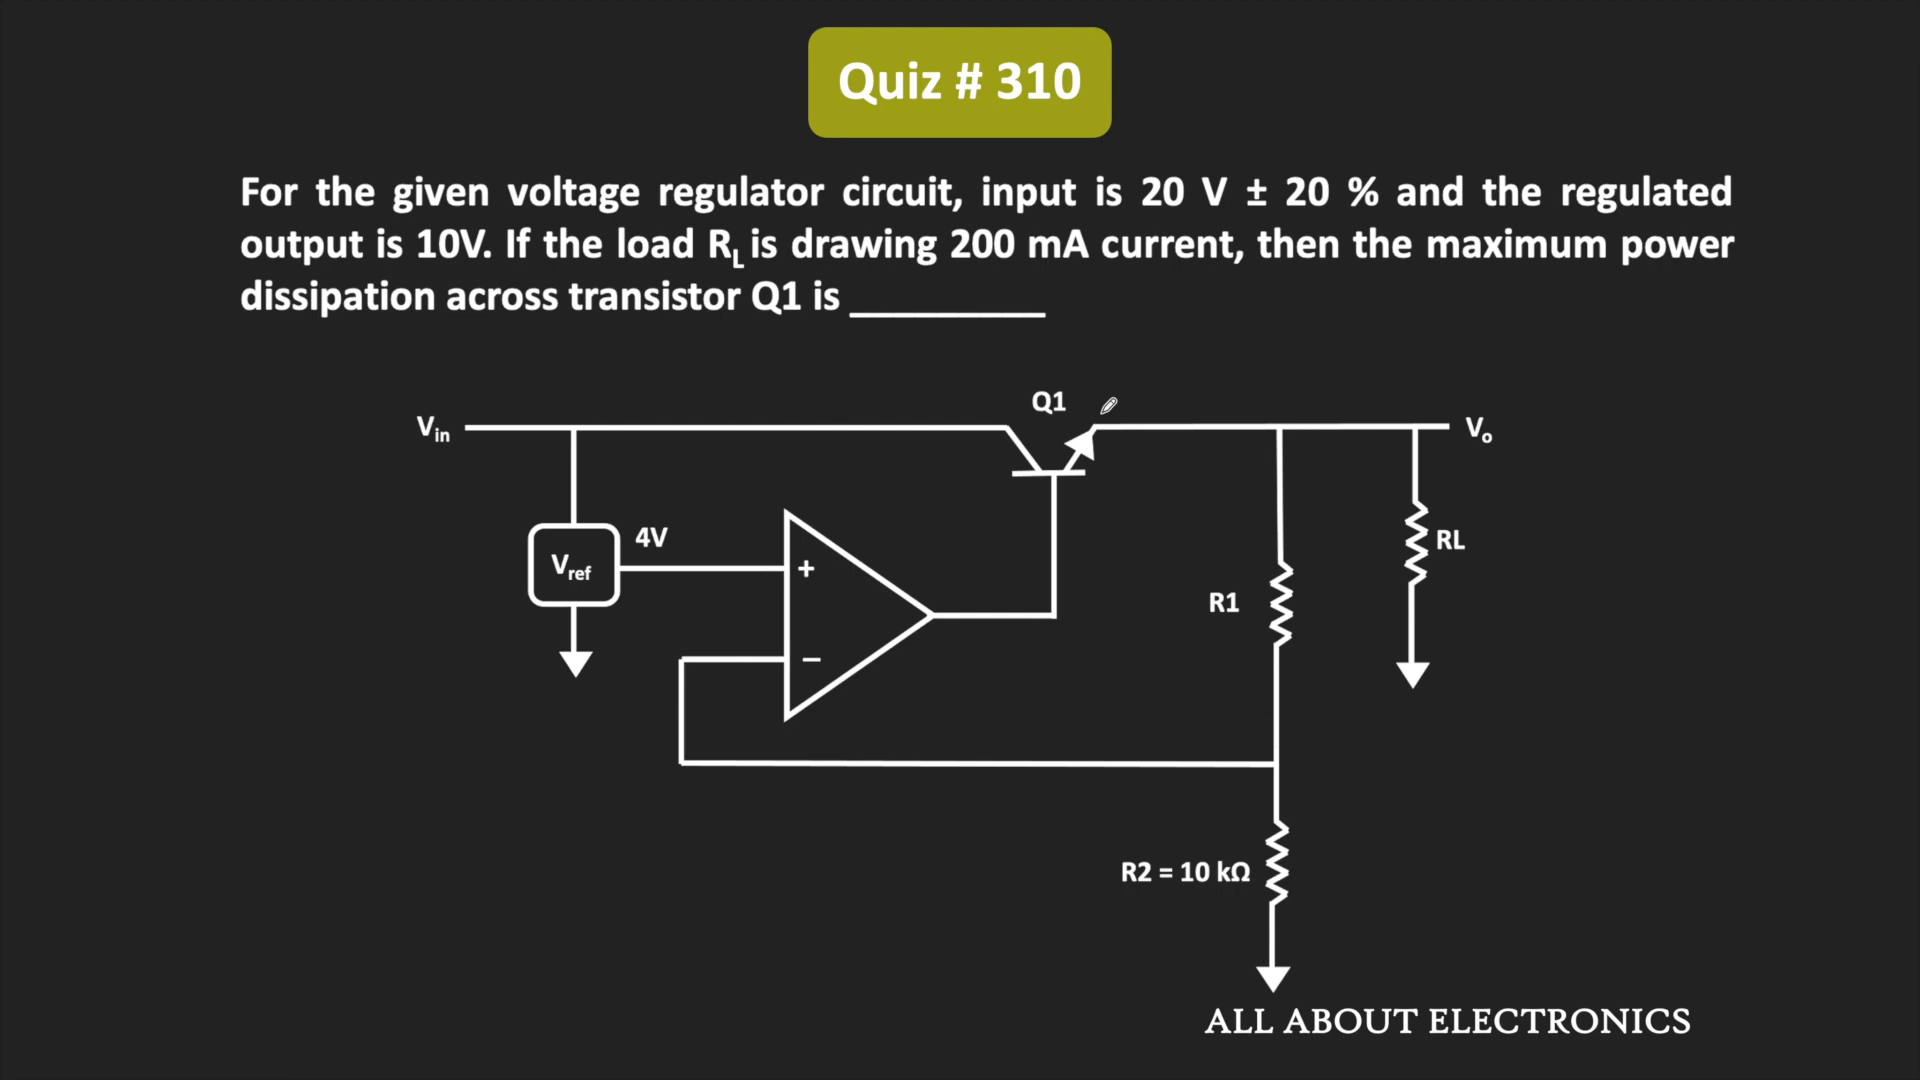 Quiz # 310
For the given voltage regulator circuit, input is 20 V ± 20 % and the regulated
output is 10V. If the load RL is drawing 200 mA current, then the maximum power
dissipation across transistor Q1 is __________
Q1
Vin
Vo
4V
Vref
+
−
RL
R1
R2 = 10 kΩ
ALL ABOUT ELECTRONICS